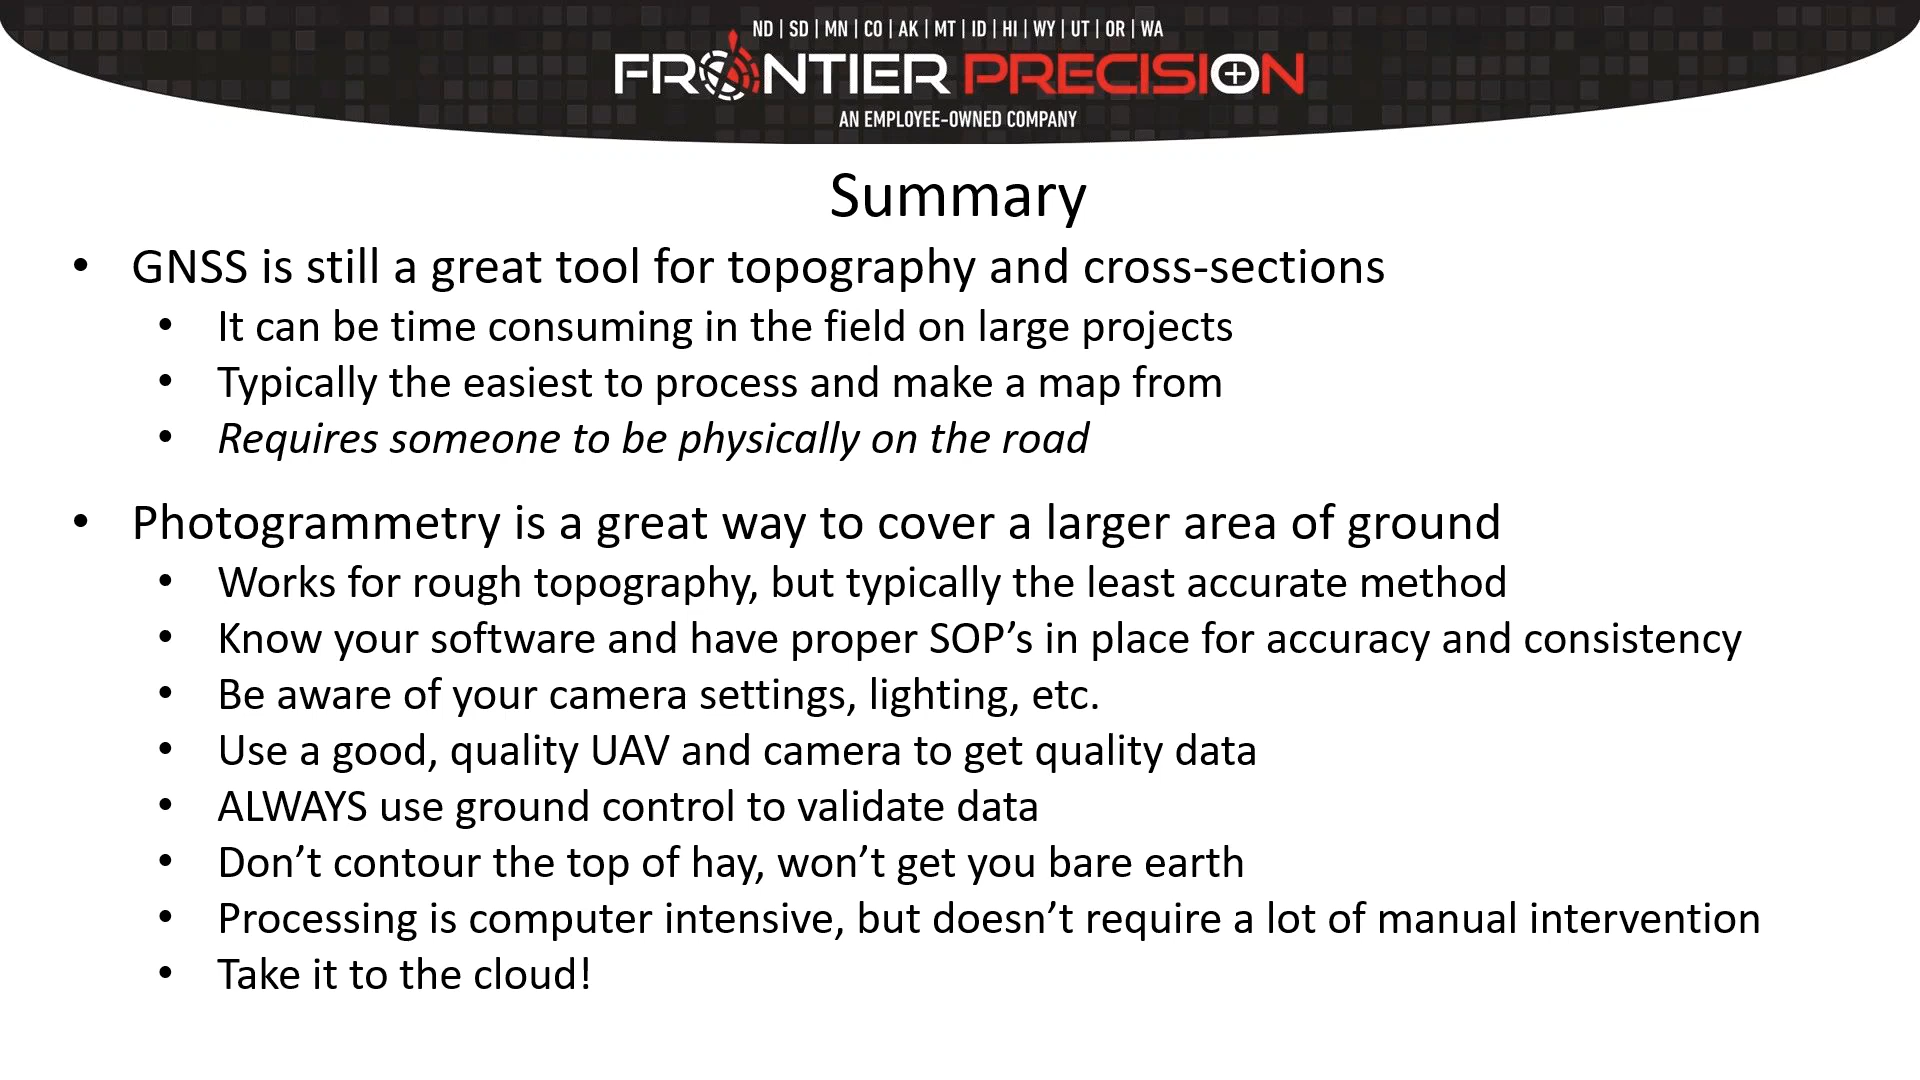 ND | SD | MN | CO | AK | MT | ID | HI | WY | UT | OR | WA
FRONTIER PRECISION
AN EMPLOYEE-OWNED COMPANY
Summary
• GNSS is still a great tool for topography and cross-sections
• It can be time consuming in the field on large projects
• Typically the easiest to process and make a map from
• Requires someone to be physically on the road
• Photogrammetry is a great way to cover a larger area of ground
• Works for rough topography, but typically the least accurate method
• Know your software and have proper SOP’s in place for accuracy and consistency
• Be aware of your camera settings, lighting, etc.
• Use a good, quality UAV and camera to get quality data
• ALWAYS use ground control to validate data
• Don’t contour the top of hay, won’t get you bare earth
• Processing is computer intensive, but doesn’t require a lot of manual intervention
• Take it to the cloud!